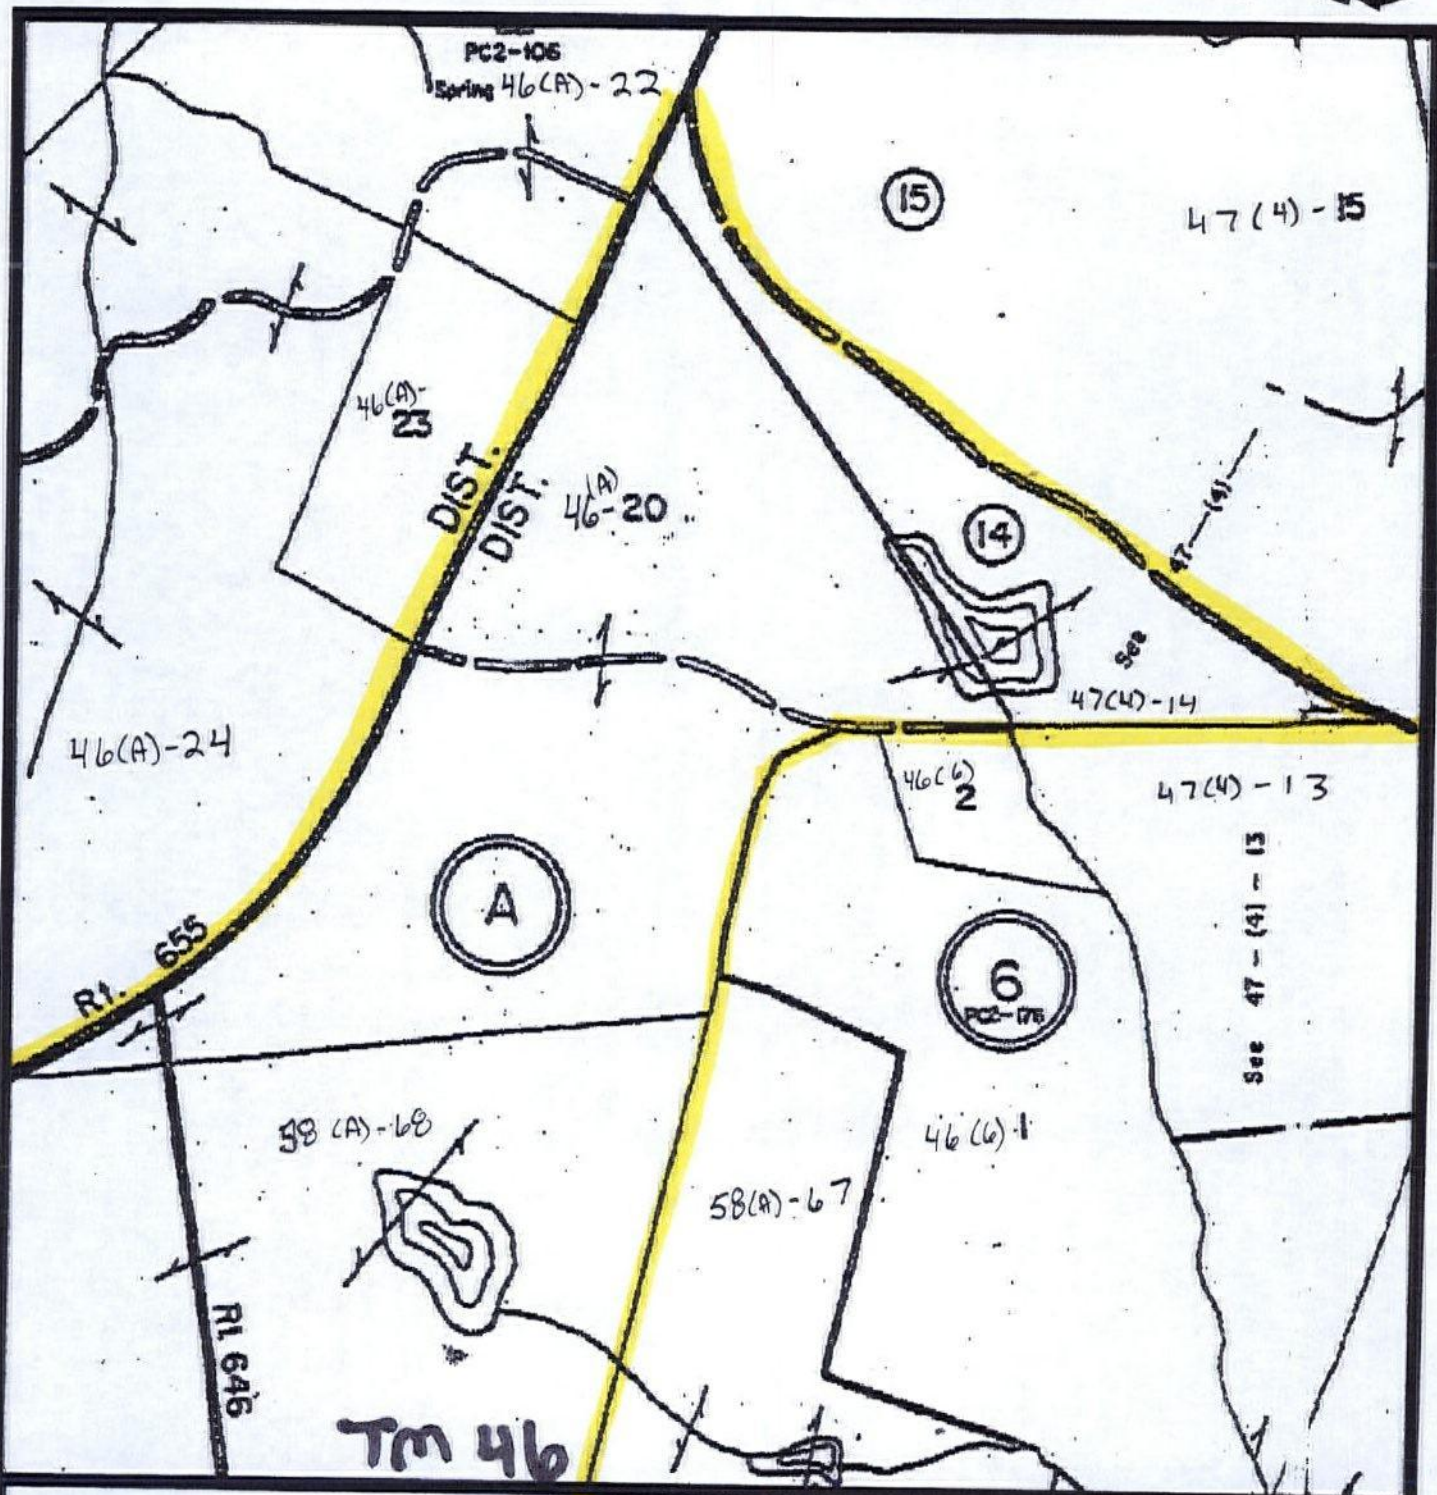 PC2-106
Spring 46(A)-22
15
47(4)-15
46(A)-
23
DIST.
DIST.
46(A)-20
14
47-(4)-
See
47(4)-14
46(A)-24
46(6)
2
47(4)-13
A
See 47-(4)-13
6
PC2-176
Rt. 655
58(A)-68
46(6)-1
58(A)-67
Rt. 646
TM 46